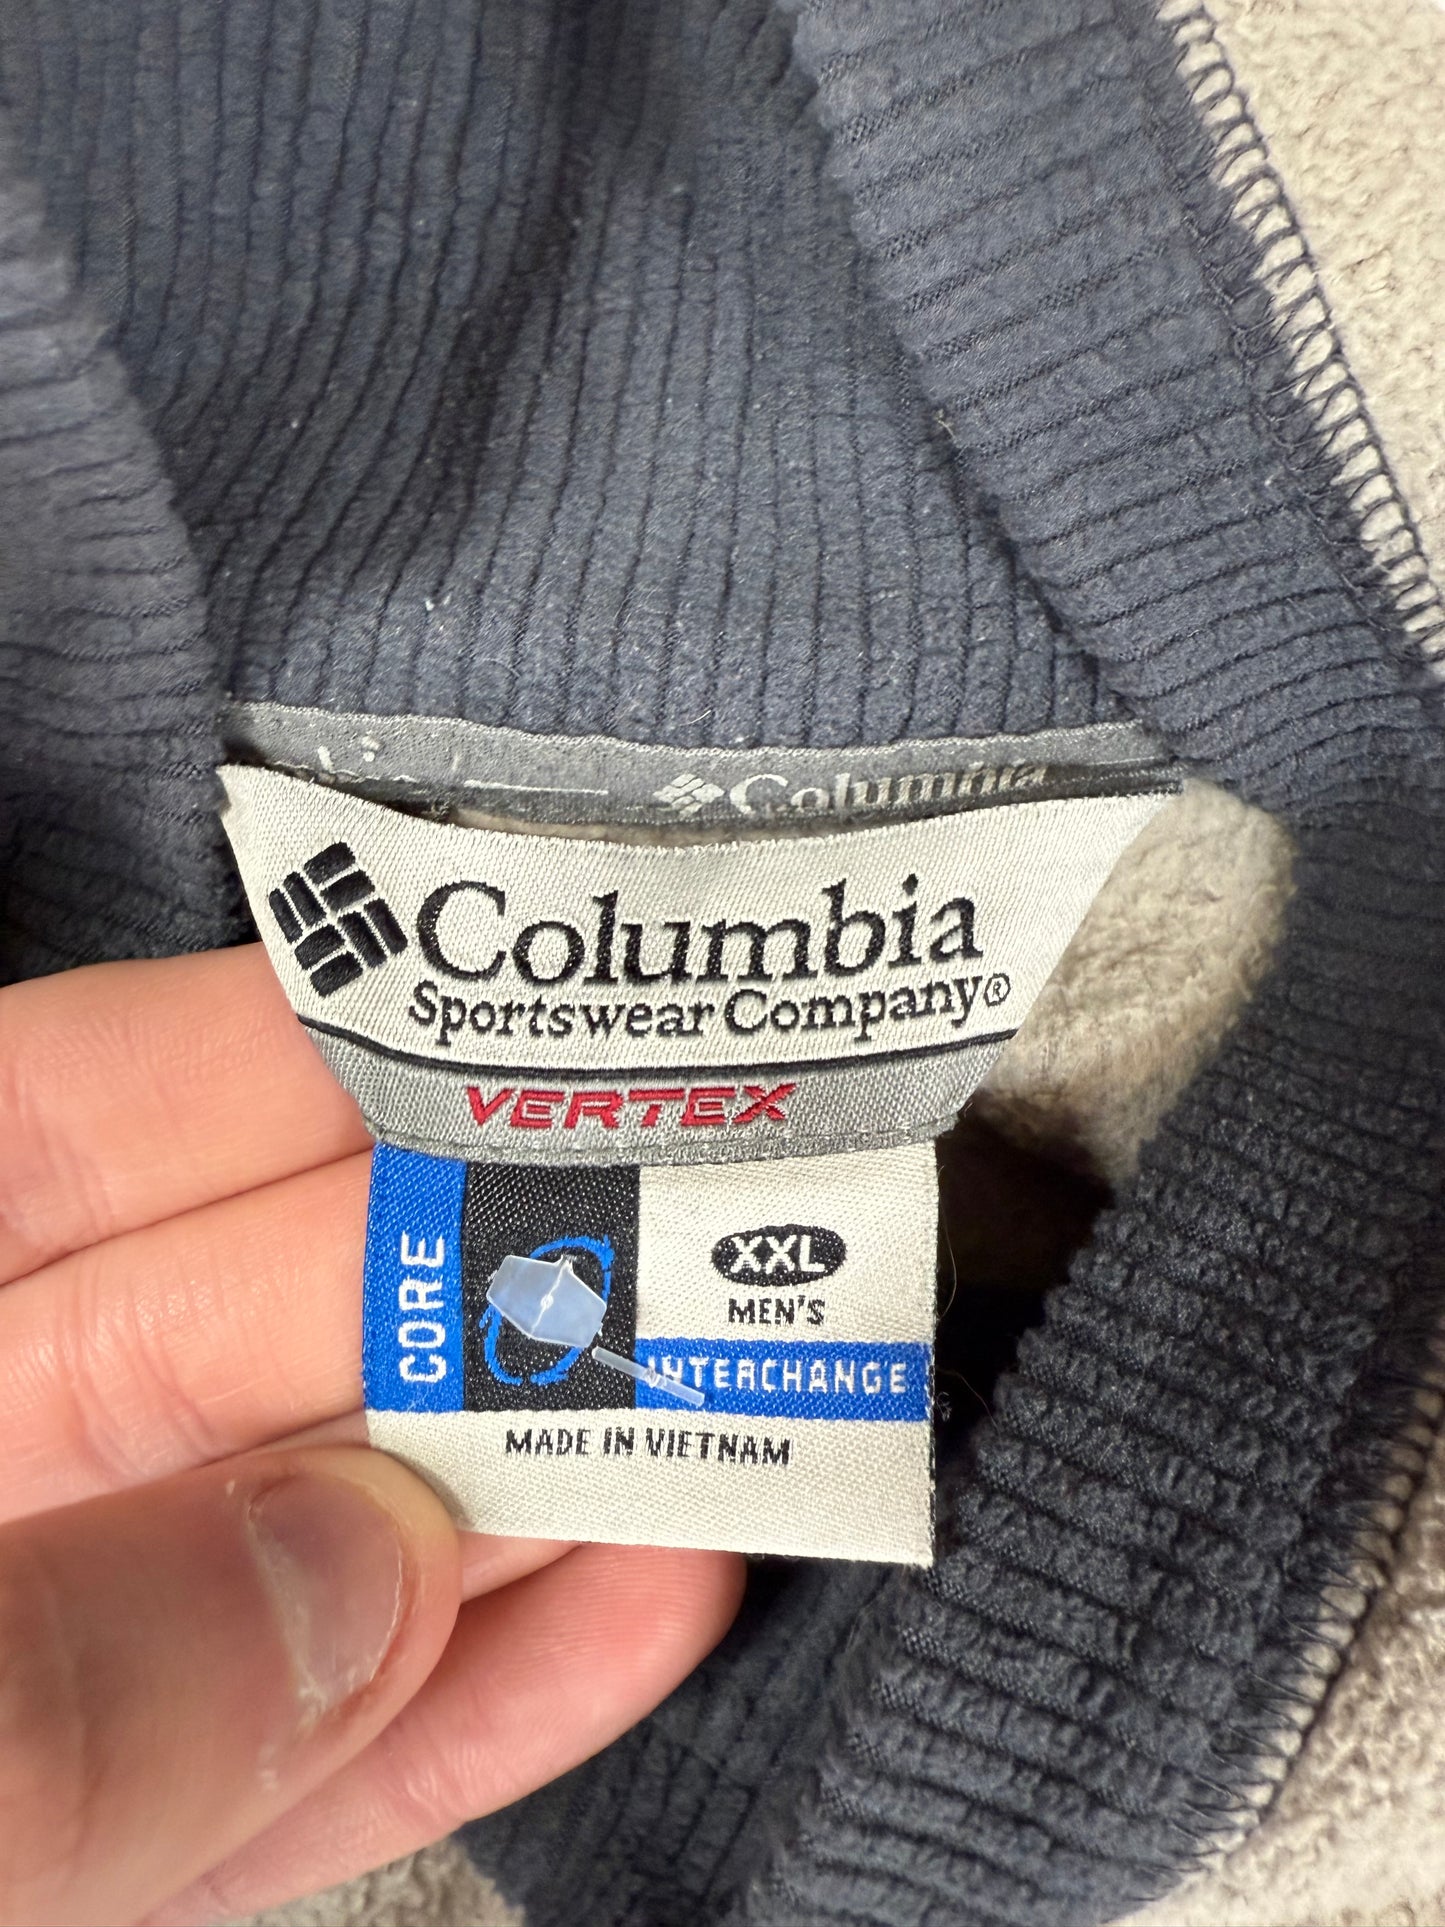 Columbia
Columbia
Sportswear Company®
VERTEX
CORE
XXL
MEN'S
INTERCHANGE
MADE IN VIETNAM